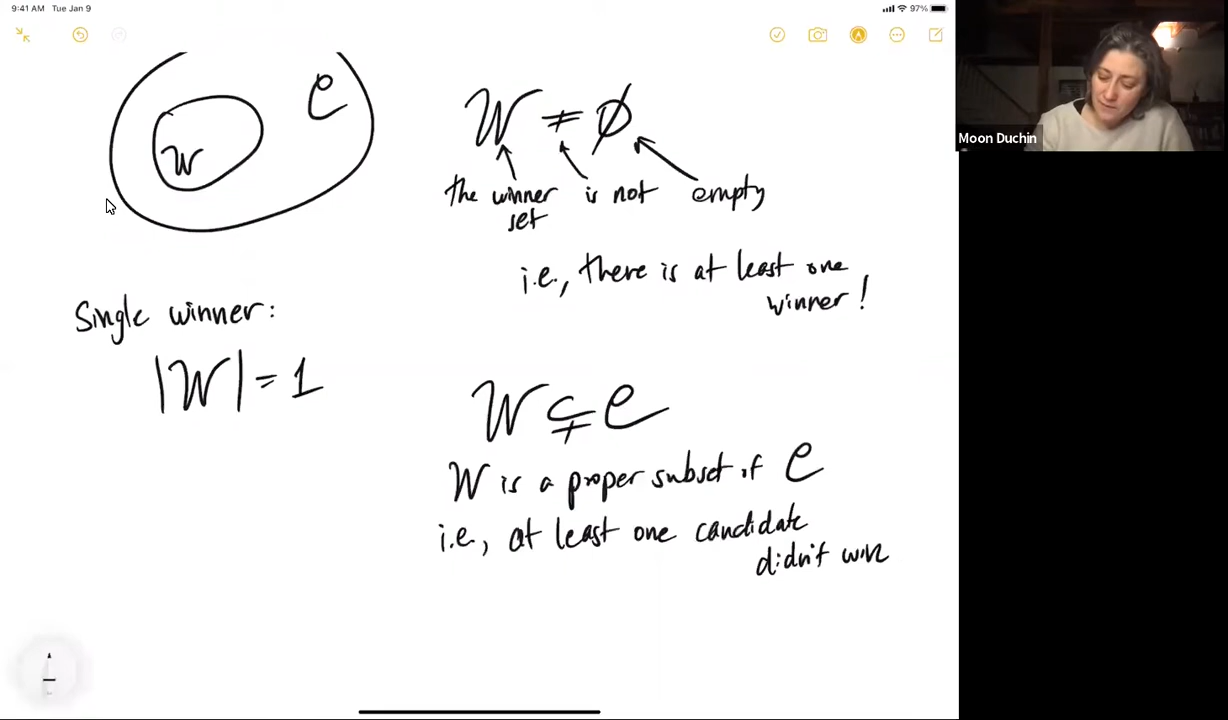 9:41 AM Tue Jan 9
97%
Moon Duchin
W
C
W ≠ ∅
the winner is not empty
set
i.e., there is at least one
winner!
Single winner:
|W| = 1
W ⊊ C
W is a proper subset of C
i.e., at least one candidate
didn't win